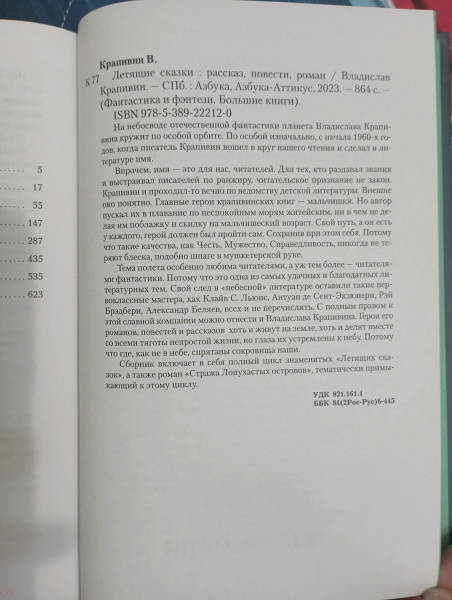 5
17
55
147
287
435
535
623
Крапивин В.
К 77
Летящие сказки : рассказ, повести, роман / Владислав
Крапивин. — СПб. : Азбука, Азбука-Аттикус, 2023. — 864 с. —
(Фантастика и фэнтези. Большие книги).
ISBN 978-5-389-22212-0
На небосводе отечественной фантастики планета Владислава Крапи-
вина кружит по особой орбите. По особой изначально, с начала 1960-х го-
дов, когда писатель Крапивин вошел в круг нашего чтения и сделал в ли-
тературе имя.
Впрочем, имя — это для нас, читателей. Для тех, кто раздавал звания
и выстраивал писателей по ранжиру, читательское признание не закон.
Крапивин и проходил-то вечно по ведомству детской литературы. Внешне
оно понятно. Главные герои крапивинских книг — мальчишки. Но автор
пускал их в плавание по неспокойным морям житейским, ни в чем не де-
лая им поблажку и скидку на мальчишеский возраст. Свой путь, а он есть
у каждого, герой должен был пройти сам. Сохранив при этом себя. Потому
что такие качества, как Честь, Мужество, Справедливость, никогда не те-
ряют блеска, подобно шпаге в мушкетерской руке.
Тема полета особенно любима читателями, а уж тем более — читателя-
ми фантастики. Потому что это одна из самых удачных и благодатных ли-
тературных тем. Свой след в «небесной» литературе оставили такие пер-
воклассные мастера, как Клайв С. Льюис, Антуан де Сент-Экзюпери, Рэй
Брэдбери, Александр Беляев, всех и не перечислить. С полным правом к
этой славной компании можно отнести и Владислава Крапивина. Герои его
романов, повестей и рассказов хоть и живут на земле, хоть и делят вместе
со всеми тяготы непростой жизни, но глаза их устремлены к небу. Потому
что где, как не в небе, спрятаны сокровища наши.
Сборник включает в себя полный цикл знаменитых «Летящих ска-
зок», а также роман «Стража Лопухастых островов», тематически примы-
кающий к этому циклу.
УДК 821.161.1
ББК 84(2Рос-Рус)6-445